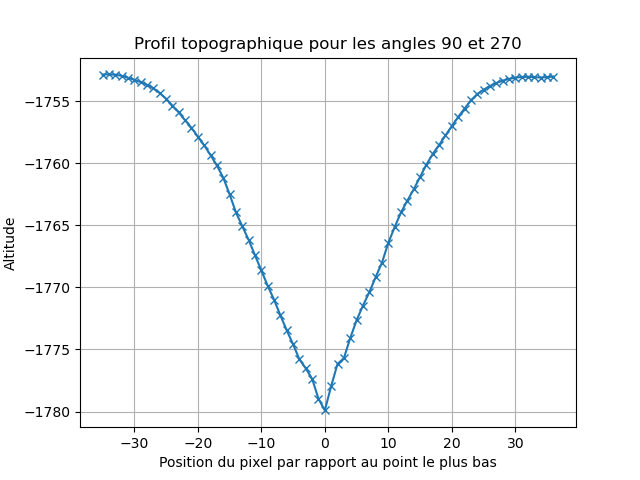 Profil topographique pour les angles 90 et 270
Altitude
−1755
−1760
−1765
−1770
−1775
−1780
−30 −20 −10 0 10 20 30
Position du pixel par rapport au point le plus bas